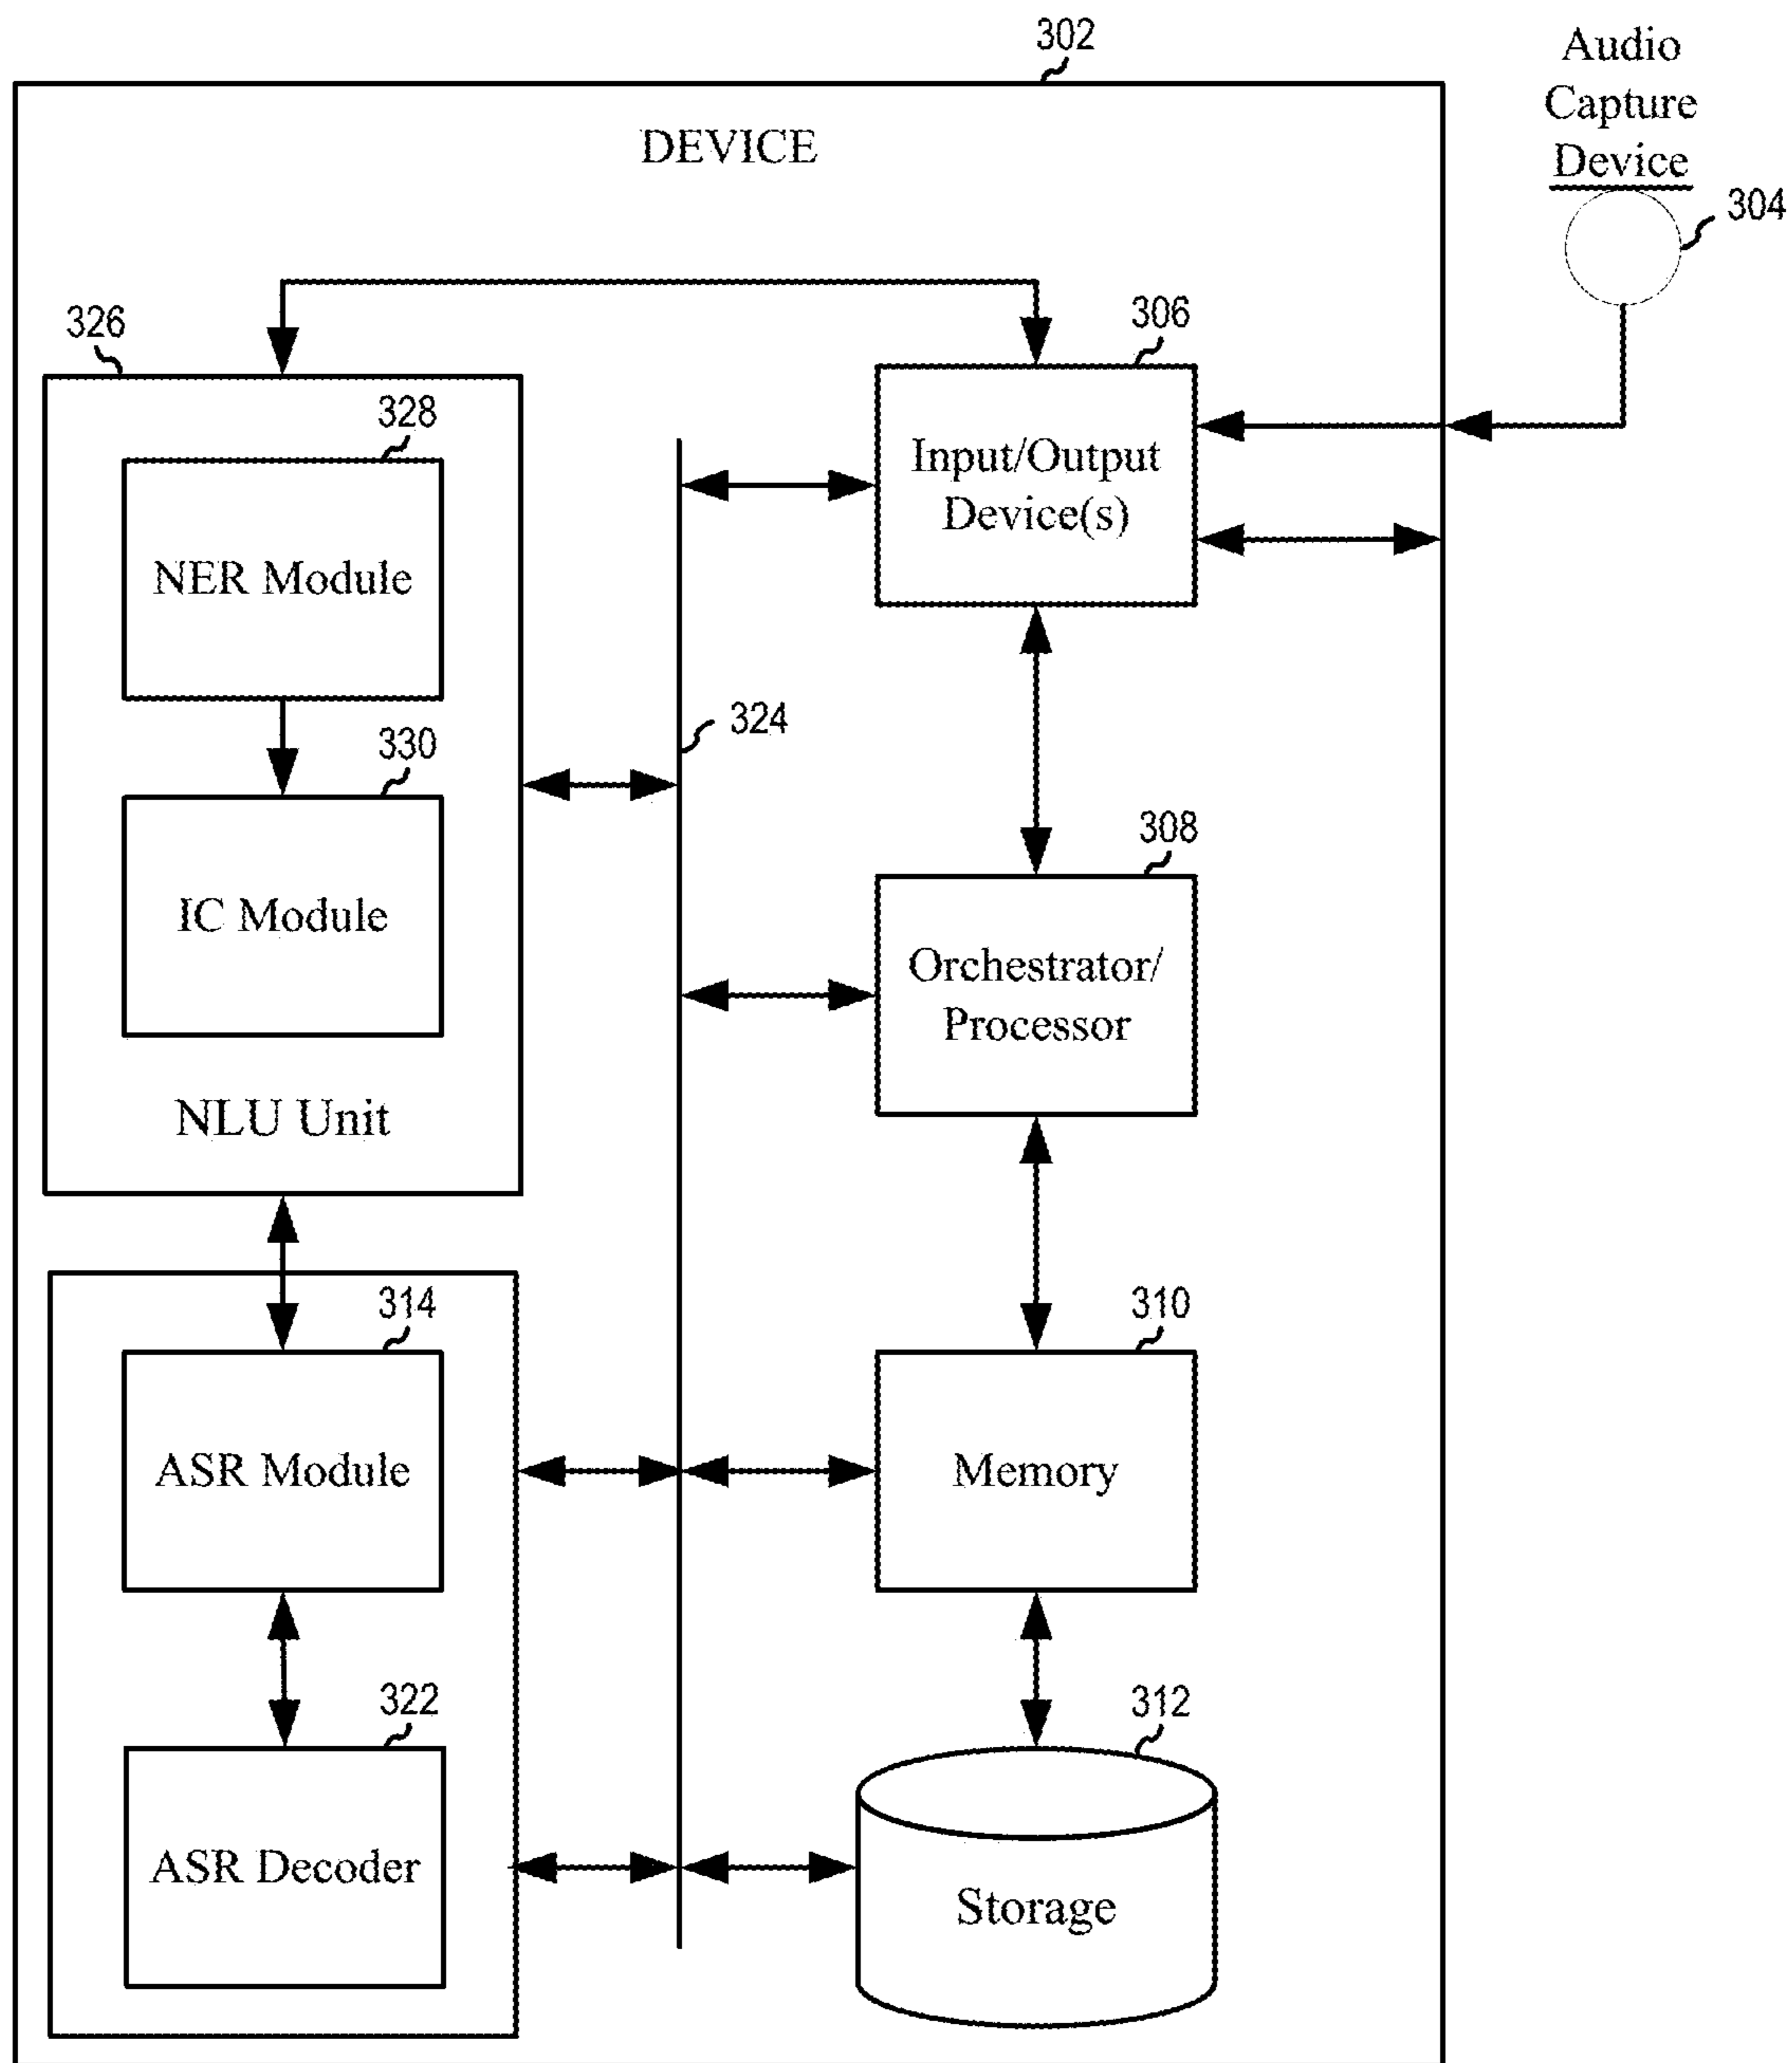 302
Audio
Capture
Device
304
DEVICE
326
306
328
Input/Output
Device(s)
NER Module
324
330
308
IC Module
Orchestrator/
Processor
NLU Unit
314
310
ASR Module
Memory
322
312
ASR Decoder
Storage